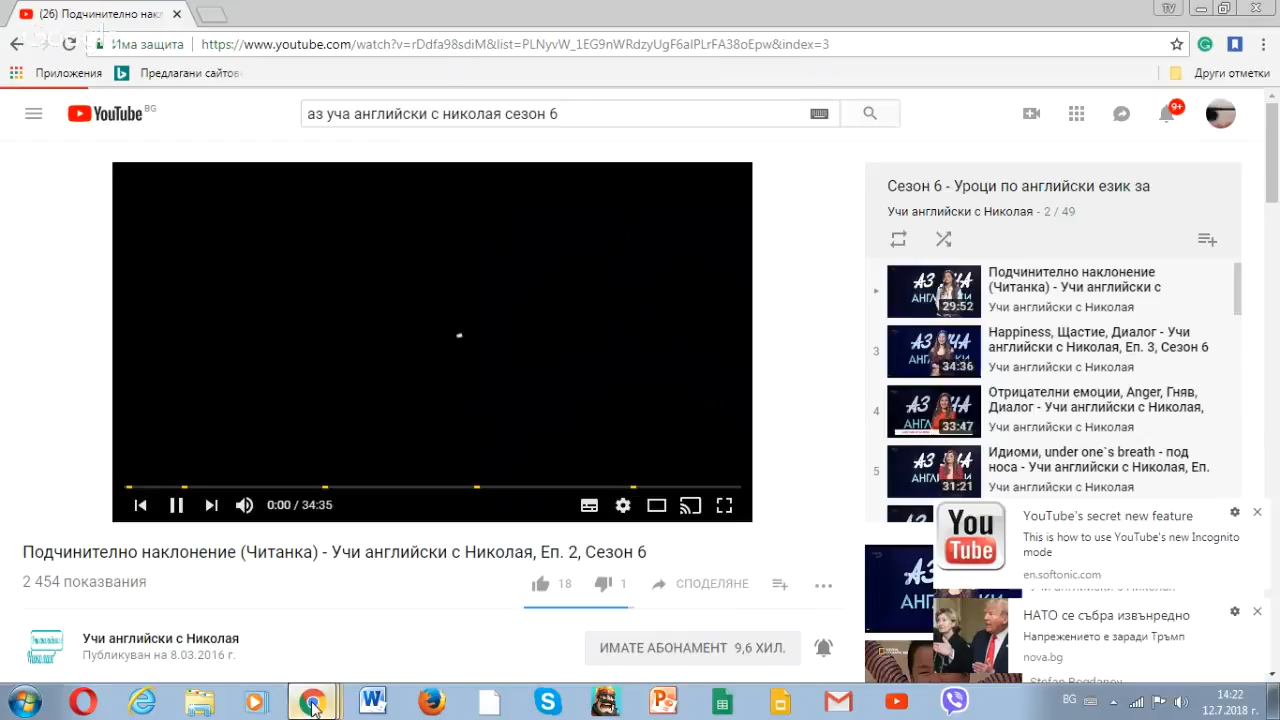 (26) Подчинително накл
TV
Има защита
https://www.youtube.com/watch?v=rDdfa98sdiM&list=PLNyvW_1EG9nWRdzyUgF6alPLrFA38oEpw&index=3
Приложения
Предлагани сайтове
Други отметки
YouTube BG
аз уча английски с николая сезон 6
9+
Сезон 6 - Уроци по английски език за
Учи английски с Николая - 2 / 49
Подчинително наклонение
(Читанка) - Учи английски с
Учи английски с Николая
29:52
3
Happiness, Щастие, Диалог - Учи
английски с Николая, Еп. 3, Сезон 6
Учи английски с Николая
34:36
4
Отрицателни емоции, Anger, Гняв,
Диалог - Учи английски с Николая,
Учи английски с Николая
33:47
5
Идиоми, under one`s breath - под
носа - Учи английски с Николая, Еп.
Учи английски с Николая
31:21
0:00 / 34:35
Подчинително наклонение (Читанка) - Учи английски с Николая, Еп. 2, Сезон 6
2 454 показвания
18
1
СПОДЕЛЯНЕ
Учи английски с Николая
Публикуван на 8.03.2016 г.
ИМАТЕ АБОНАМЕНТ 9,6 ХИЛ.
You
Tube
YouTube's secret new feature
This is how to use YouTube's new Incognito
mode
en.softonic.com
НАТО се събра извънредно
Напрежението е заради Тръмп
nova.bg
Stefan Bogdanov
BG
14:22
12.7.2018 г.